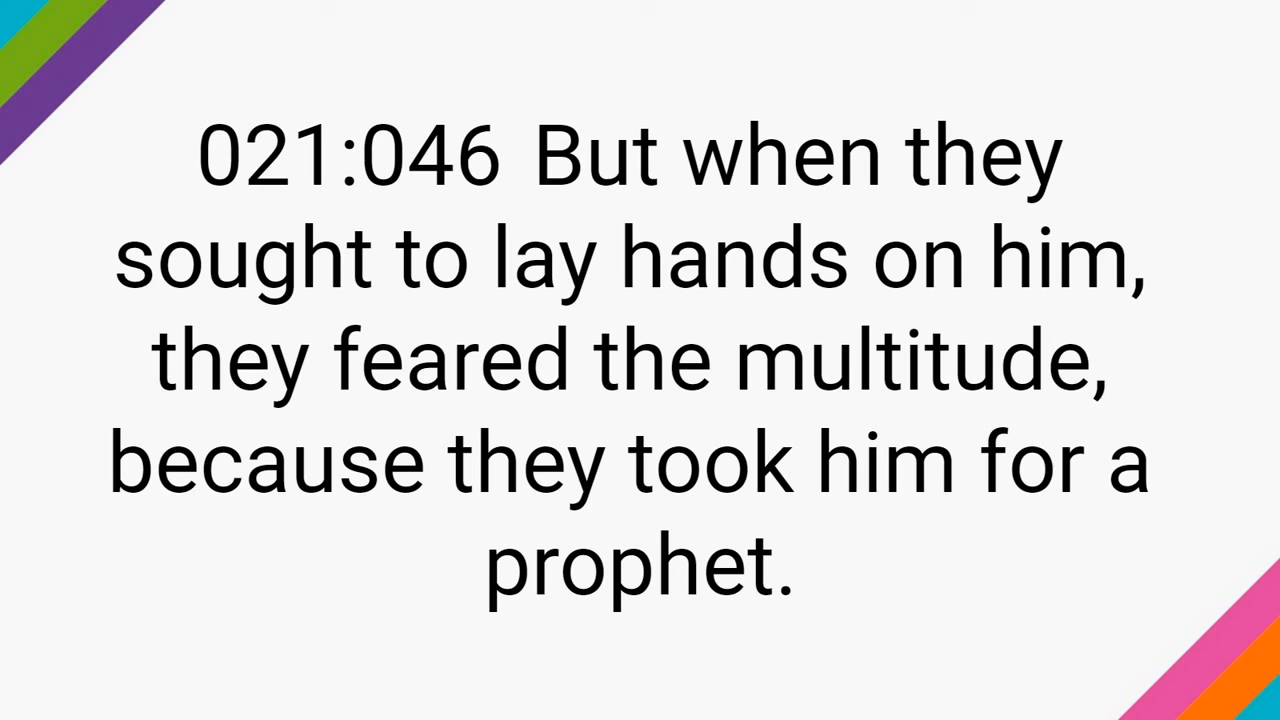 021:046 But when they
sought to lay hands on him,
they feared the multitude,
because they took him for a
prophet.